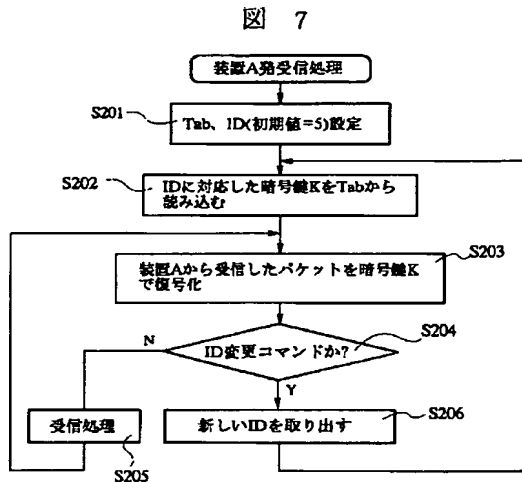 図 7
装置A発受信処理
S201
Tab、ID(初期値=5)設定
S202
IDに対応した暗号鍵KをTabから
読み込む
S203
装置Aから受信したパケットを暗号鍵K
で復号化
S204
ID変更コマンドか?
N
Y
受信処理
S205
新しいIDを取り出す
S206